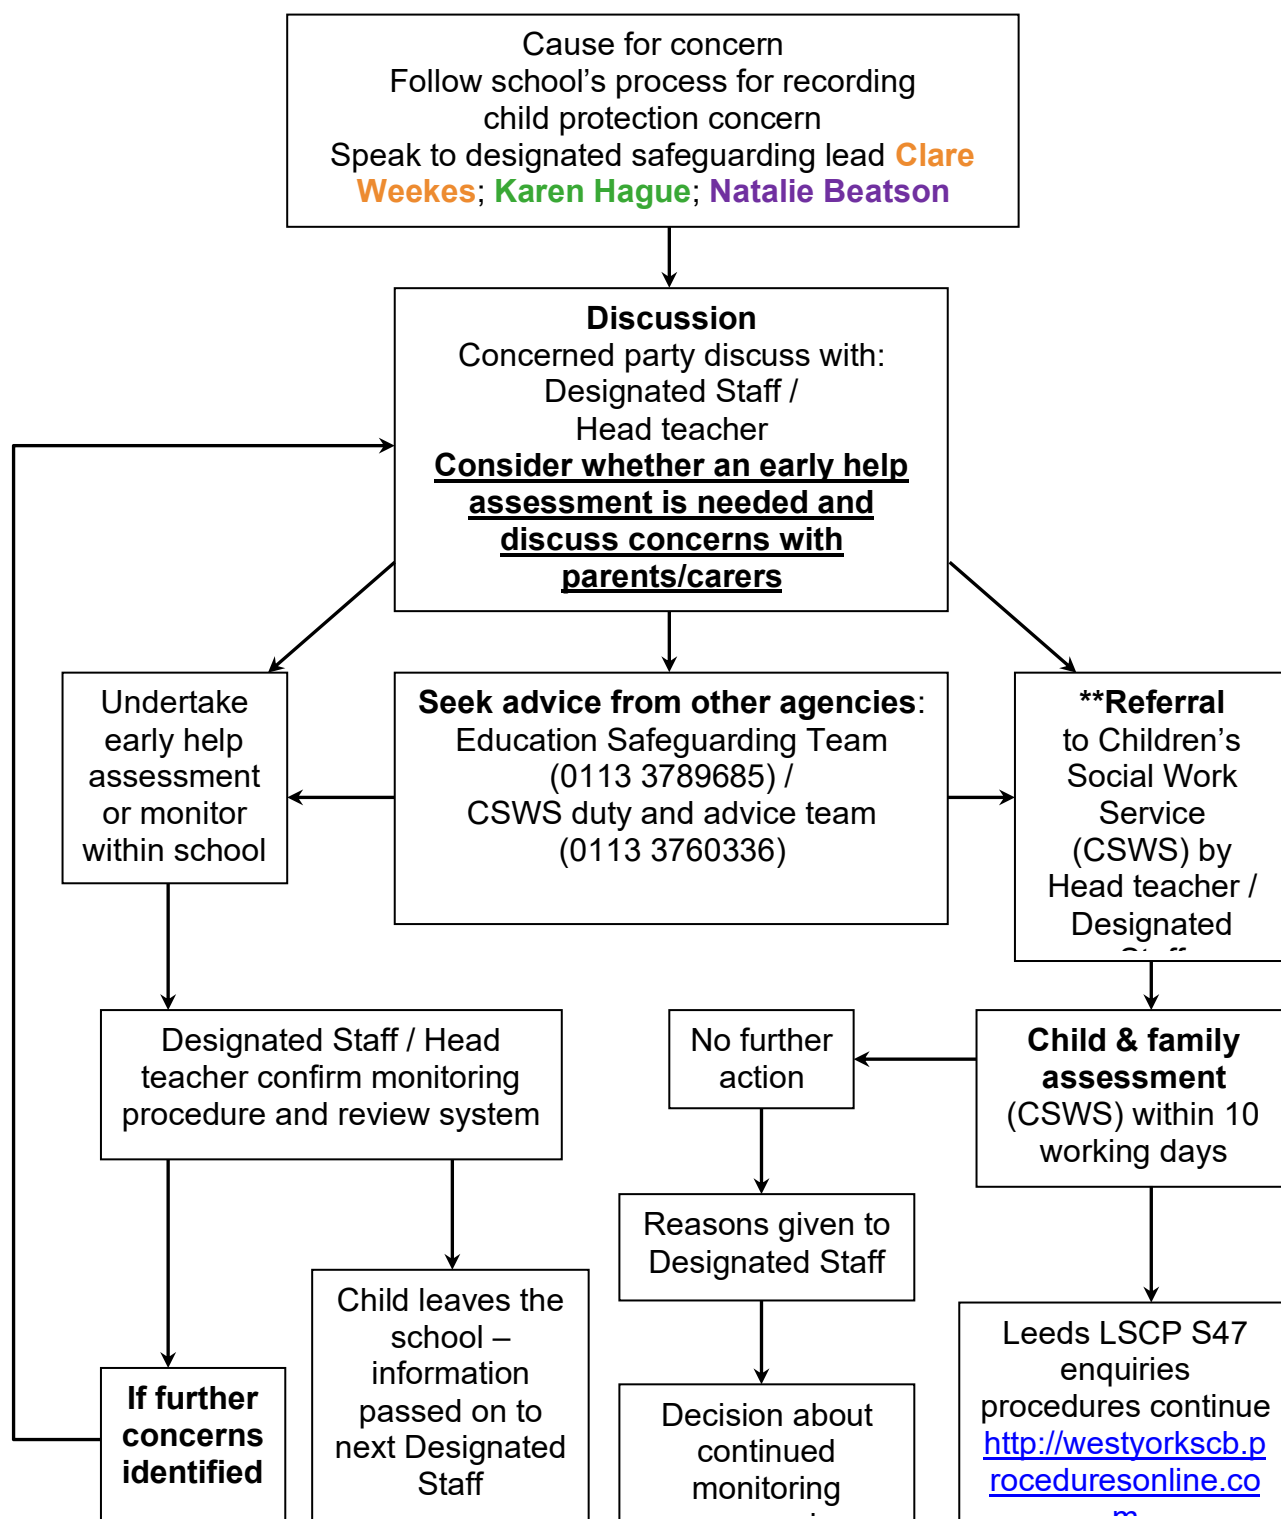 Cause for concern
Follow school’s process for recording
child protection concern
Speak to designated safeguarding lead Clare
Weekes; Karen Hague; Natalie Beatson
Discussion
Concerned party discuss with:
Designated Staff /
Head teacher
Consider whether an early help
assessment is needed and
discuss concerns with
parents/carers
Undertake
early help
assessment
or monitor
within school
Seek advice from other agencies:
Education Safeguarding Team
(0113 3789685) /
CSWS duty and advice team
(0113 3760336)
**Referral
to Children’s
Social Work
Service
(CSWS) by
Head teacher /
Designated
Designated Staff / Head
teacher confirm monitoring
procedure and review system
No further
action
Child & family
assessment
(CSWS) within 10
working days
Reasons given to
Designated Staff
Child leaves the
school –
information
passed on to
next Designated
Staff
If further
concerns
identified
Decision about
continued
monitoring
Leeds LSCP S47
enquiries
procedures continue
http://westyorkscb.p
roceduresonline.co
m